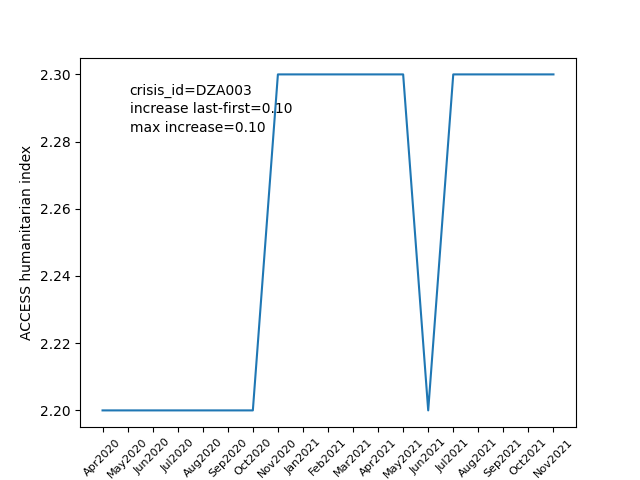 crisis_id=DZA003
increase last-first=0.10
max increase=0.10
ACCESS humanitarian index
2.30
2.28
2.26
2.24
2.22
2.20
Apr2020
May2020
Jun2020
Jul2020
Aug2020
Sep2020
Oct2020
Nov2020
Jan2021
Feb2021
Mar2021
Apr2021
May2021
Jun2021
Jul2021
Aug2021
Sep2021
Oct2021
Nov2021